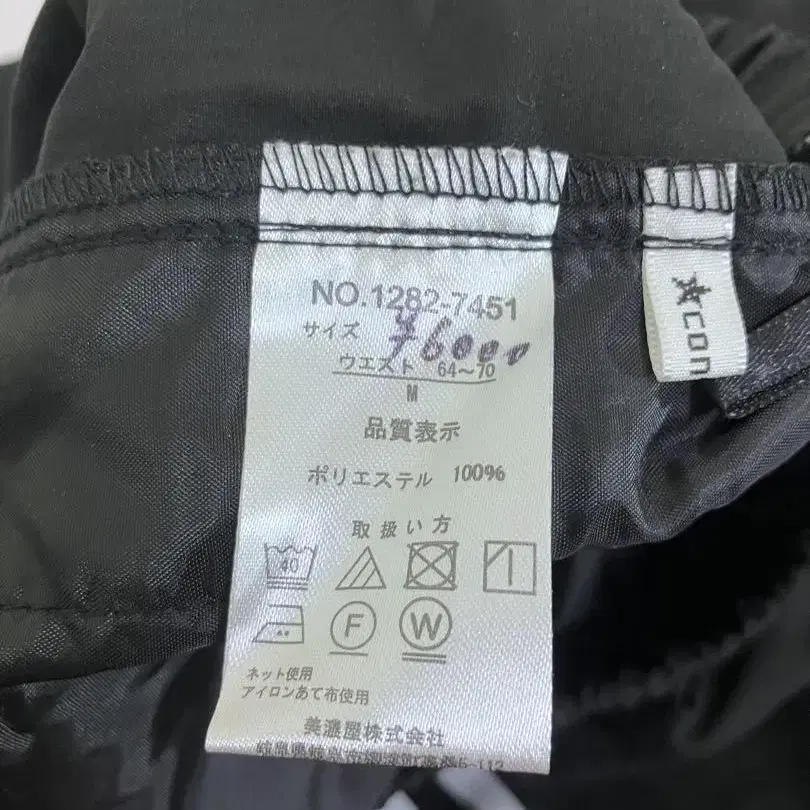 NO.1282-7451
サイズ
¥6000
ウエスト 64～70
M
品質表示
ポリエステル 100%
取扱い方
40
F W
ネット使用
アイロンあて布使用
美濃屋株式会社
con